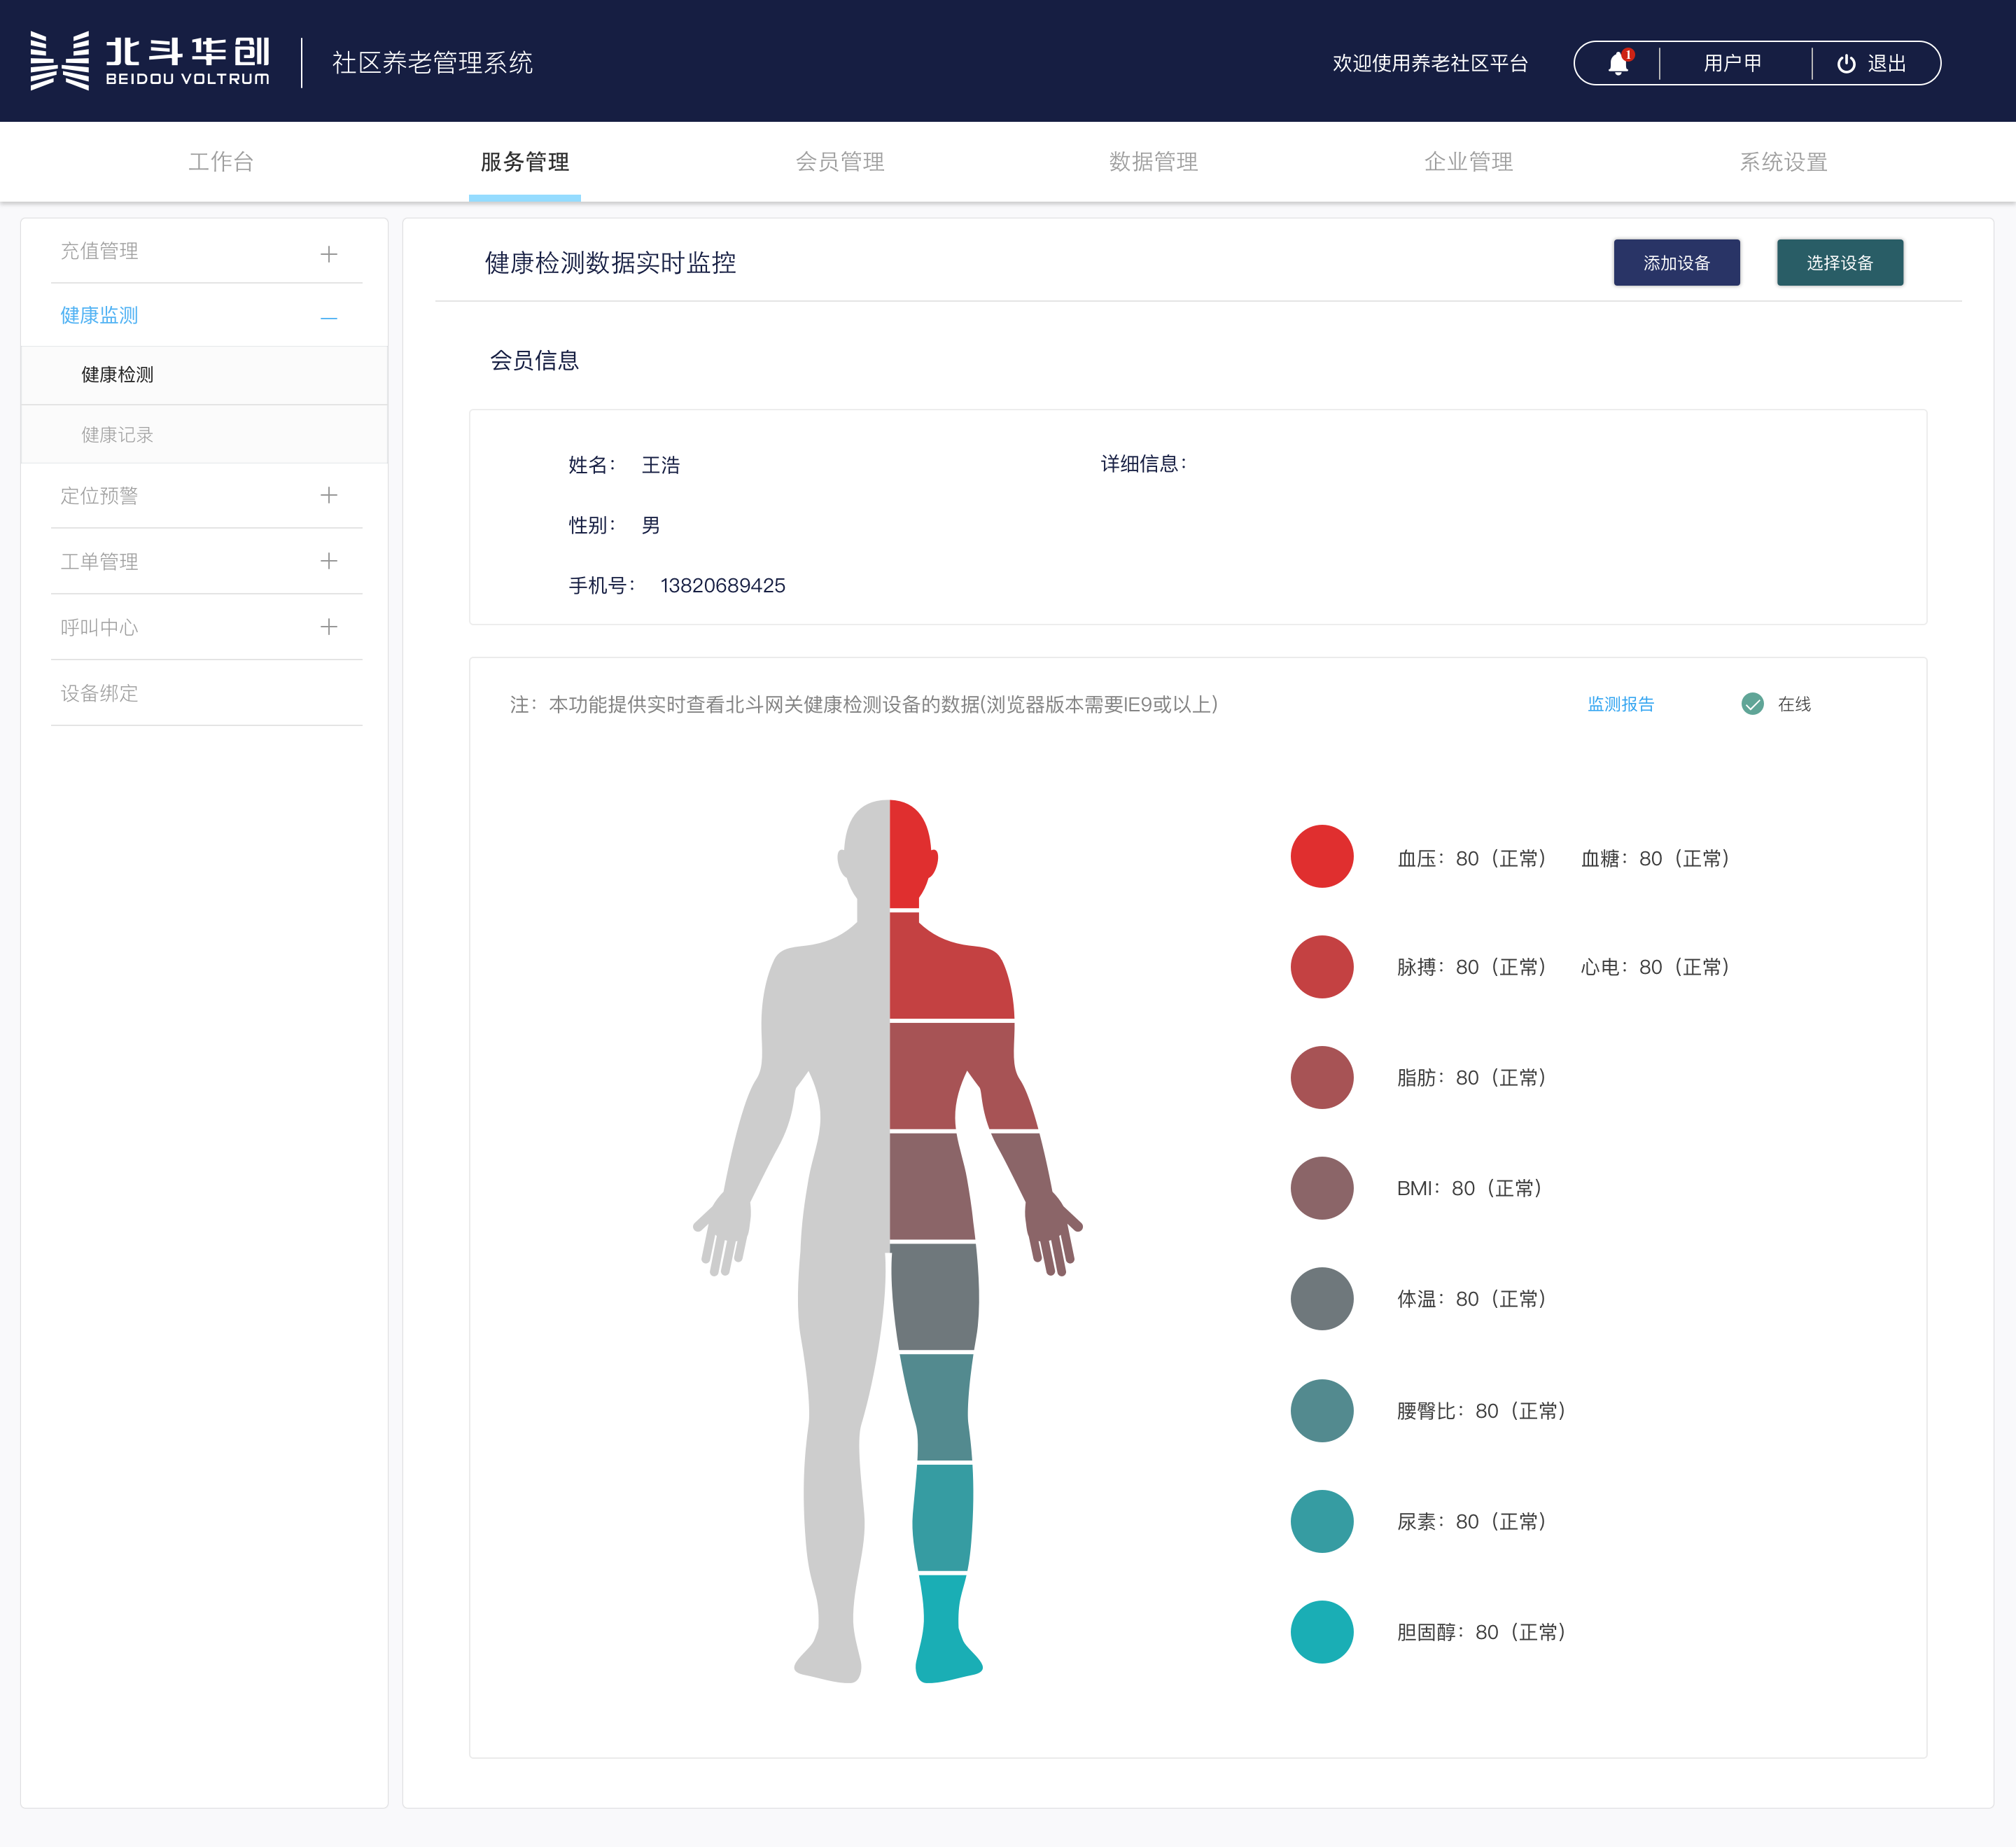 北斗华创
BEIDOU VOLTRUM
社区养老管理系统
欢迎使用养老社区平台
1
用户甲
退出
工作台
服务管理
会员管理
数据管理
企业管理
系统设置
充值管理
健康监测
健康检测
健康记录
定位预警
工单管理
呼叫中心
设备绑定
健康检测数据实时监控
添加设备
选择设备
会员信息
姓名： 王浩
详细信息：
性别： 男
手机号： 13820689425
注：本功能提供实时查看北斗网关健康检测设备的数据(浏览器版本需要IE9或以上)
监测报告
在线
血压：80（正常） 血糖：80（正常）
脉搏：80（正常） 心电：80（正常）
脂肪：80（正常）
BMI：80（正常）
体温：80（正常）
腰臀比：80（正常）
尿素：80（正常）
胆固醇：80（正常）